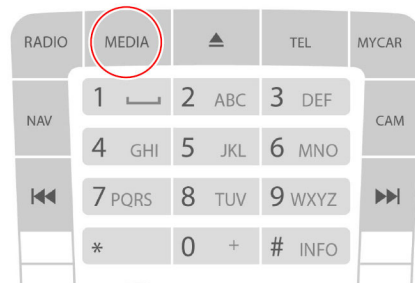 RADIO MEDIA TEL MYCAR
NAV 1 2 ABC 3 DEF CAM
4 GHI 5 JKL 6 MNO
7 PQRS 8 TUV 9 WXYZ
* 0 + # INFO